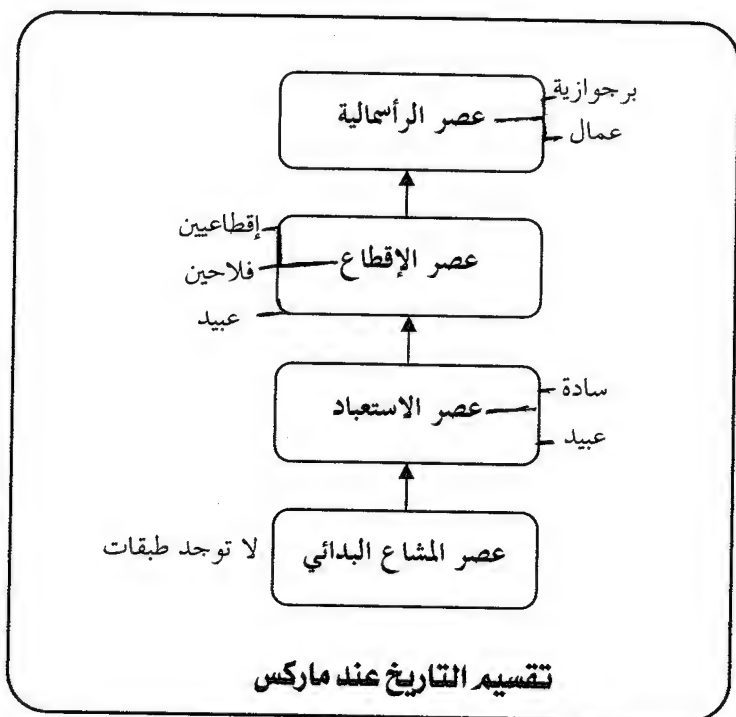 برجوازية
عصر الرأسمالية
عمال
إقطاعيين
عصر الإقطاع
فلاحين
عبيد
سادة
عصر الاستعباد
عبيد
عصر المشاع البدائي
لا توجد طبقات
تقسيم التاريخ عند ماركس